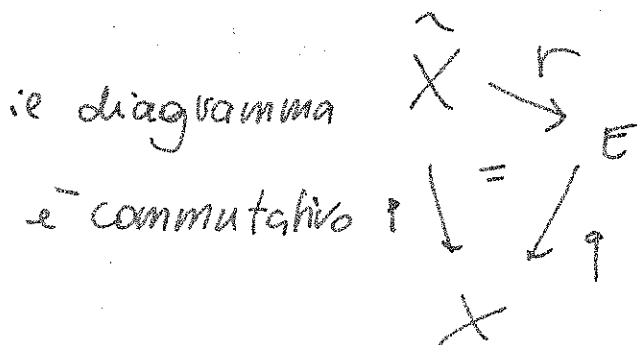 X̃ r
il diagramma
E
=
è commutativo p
q
X